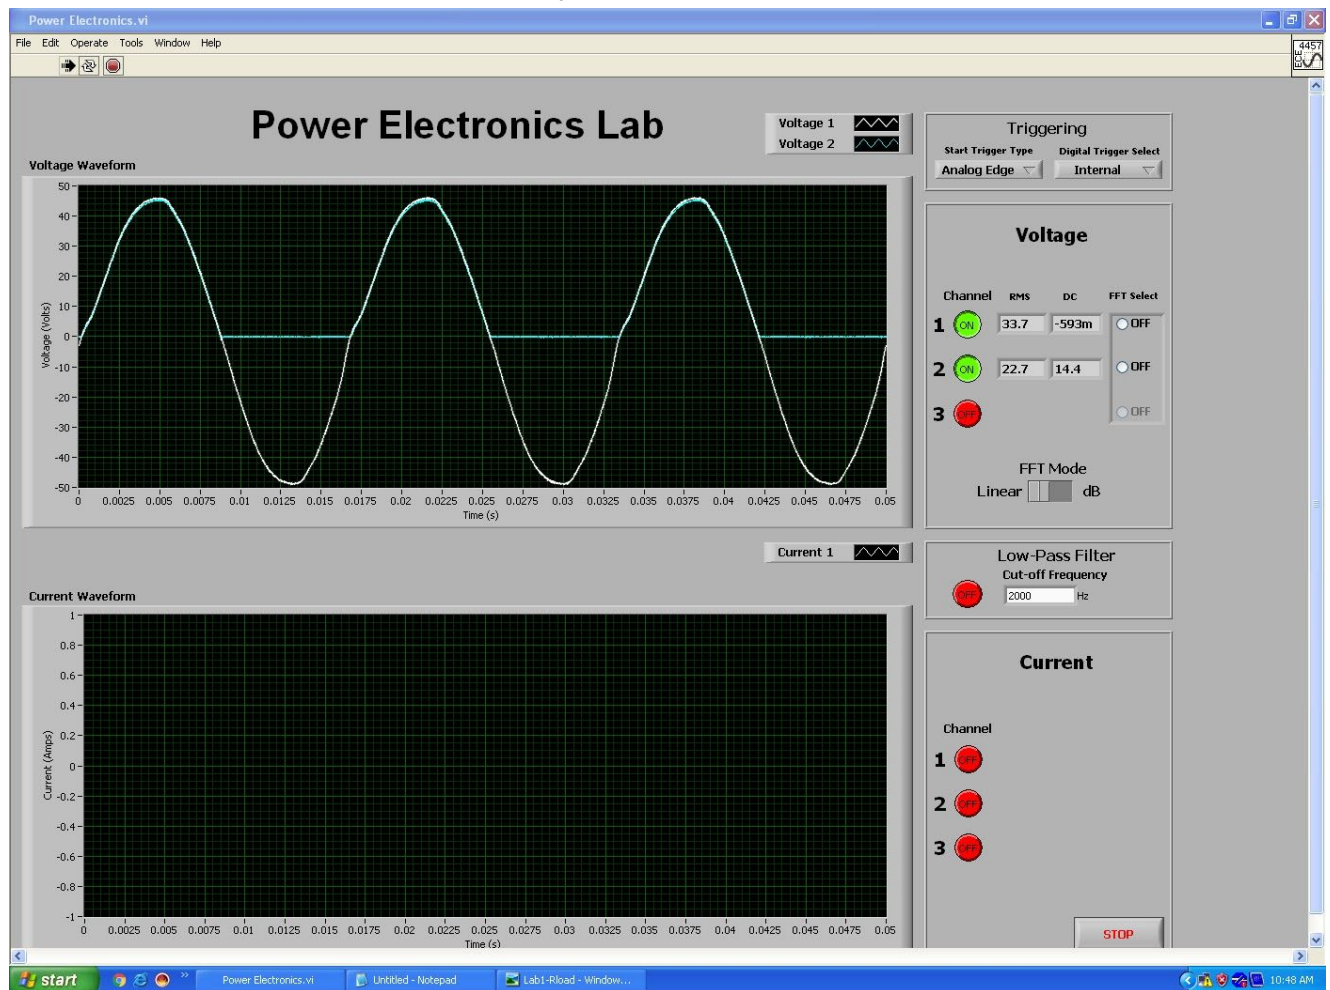 Power Electronics.vi
File Edit Operate Tools Window Help
ECE 4457
Power Electronics Lab
Voltage 1
Voltage 2
Voltage Waveform
50
40
30
20
10
0
-10
-20
-30
-40
-50
Voltage (Volts)
0 0.0025 0.005 0.0075 0.01 0.0125 0.015 0.0175 0.02 0.0225 0.025 0.0275 0.03 0.0325 0.035 0.0375 0.04 0.0425 0.045 0.0475 0.05
Time (s)
Current 1
Current Waveform
1
0.8
0.6
0.4
0.2
0
-0.2
-0.4
-0.6
-0.8
-1
Current (Amps)
0 0.0025 0.005 0.0075 0.01 0.0125 0.015 0.0175 0.02 0.0225 0.025 0.0275 0.03 0.0325 0.035 0.0375 0.04 0.0425 0.045 0.0475 0.05
Time (s)
Triggering
Start Trigger Type Digital Trigger Select
Analog Edge Internal
Voltage
Channel RMS DC FFT Select
1 ON 33.7 -593m OFF
2 ON 22.7 14.4 OFF
3 OFF OFF
FFT Mode
Linear dB
Low-Pass Filter
Cut-off Frequency
OFF 2000 Hz
Current
Channel
1 OFF
2 OFF
3 OFF
STOP
start Power Electronics.vi Untitled - Notepad Lab1-Rload - Window... 10:48 AM